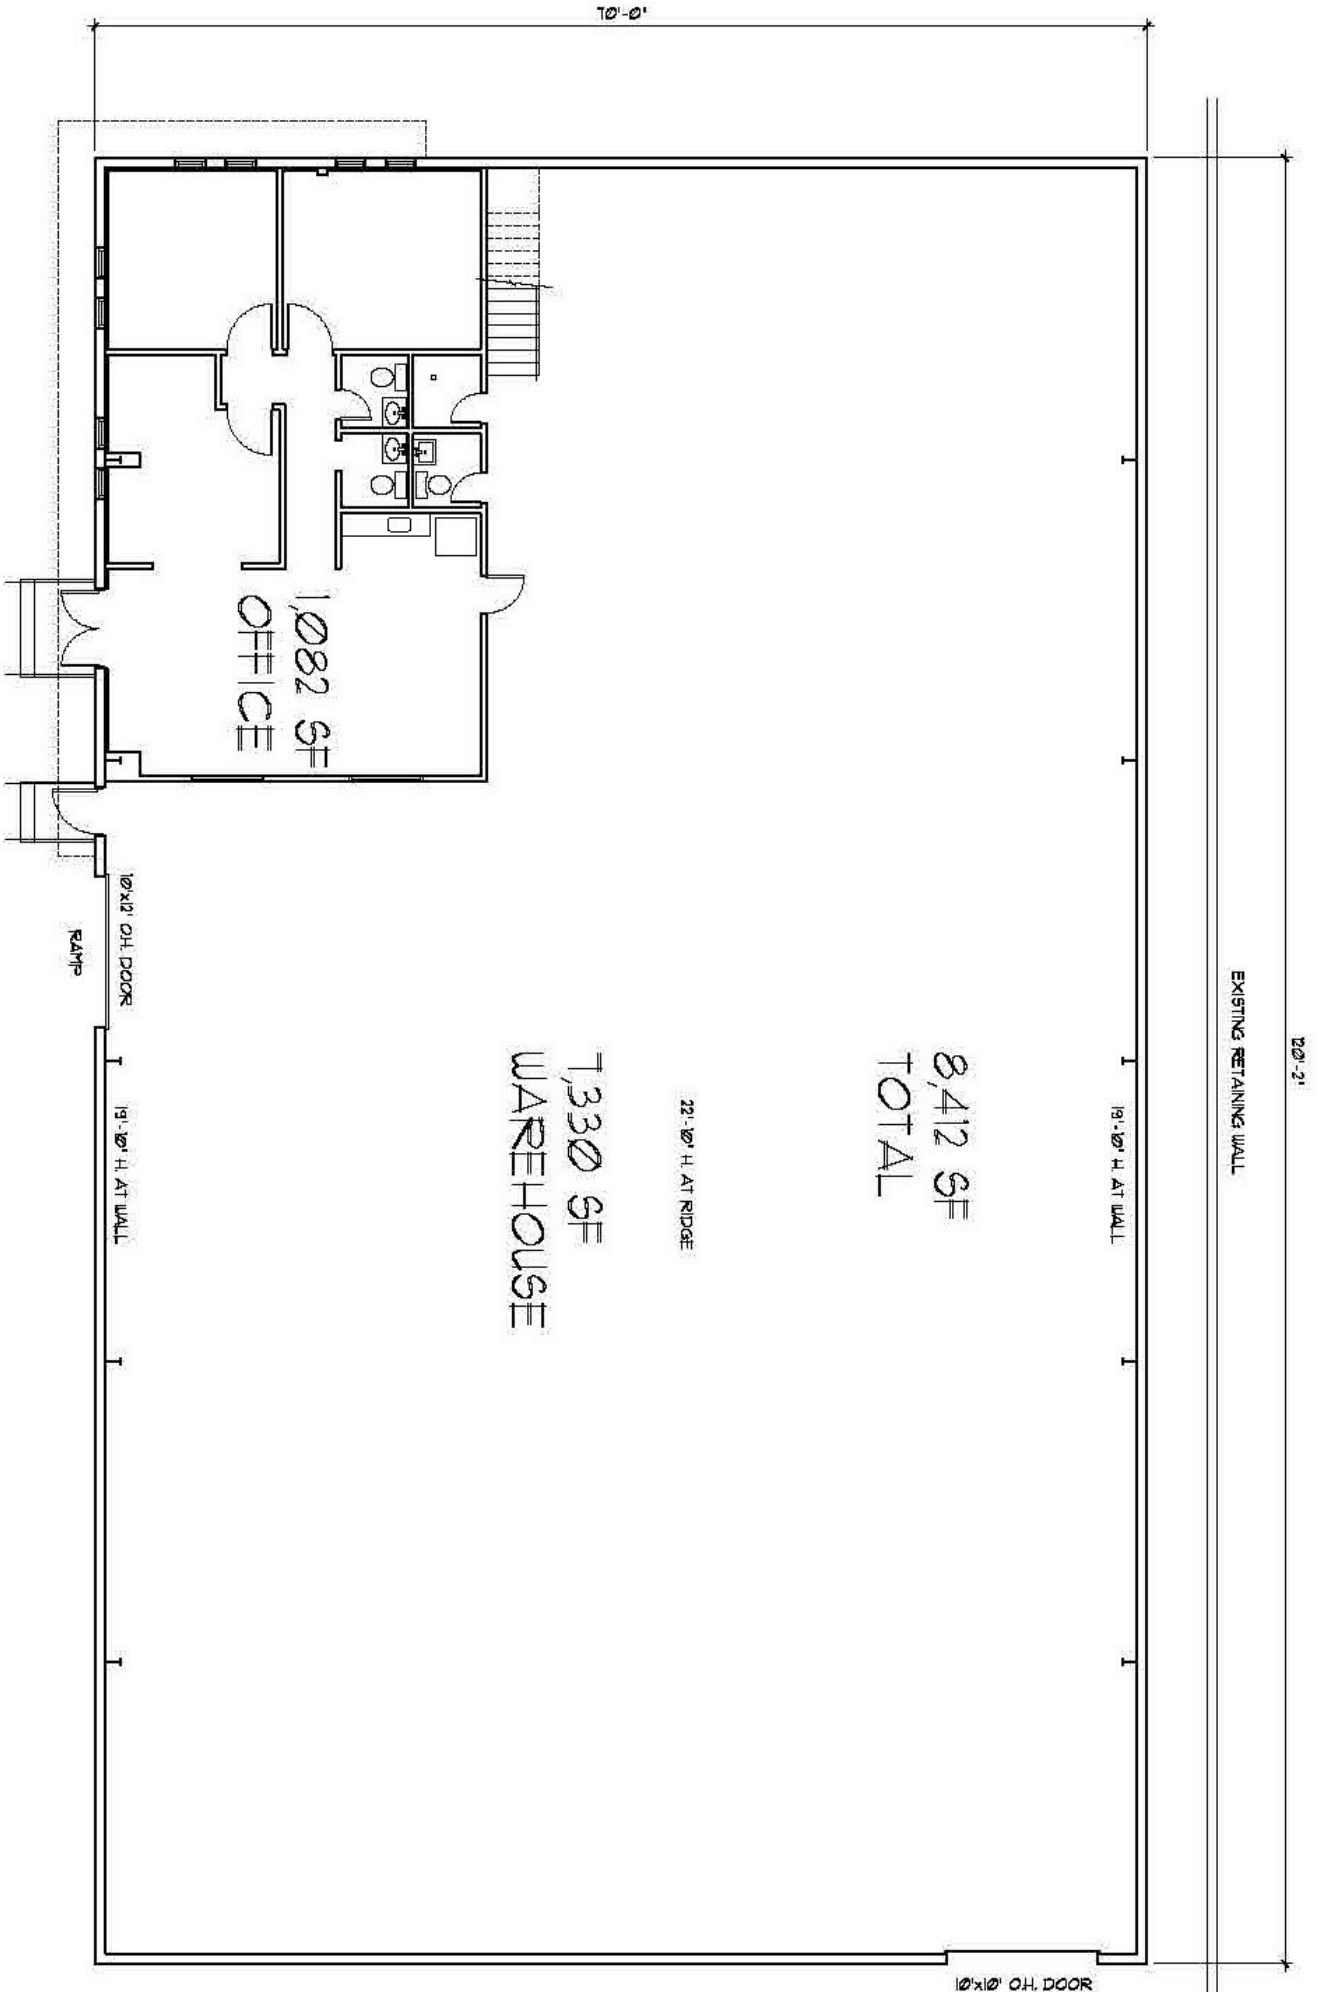 70'-0"
120'-2"
EXISTING RETAINING WALL
19'-10" H. AT WALL
8,412 SF
TOTAL
22'-10" H. AT RIDGE
7,330 SF
WAREHOUSE
1,082 SF
OFFICE
10'x12' O.H. DOOR
19'-10" H. AT WALL
RAMP
10'x10' O.H. DOOR